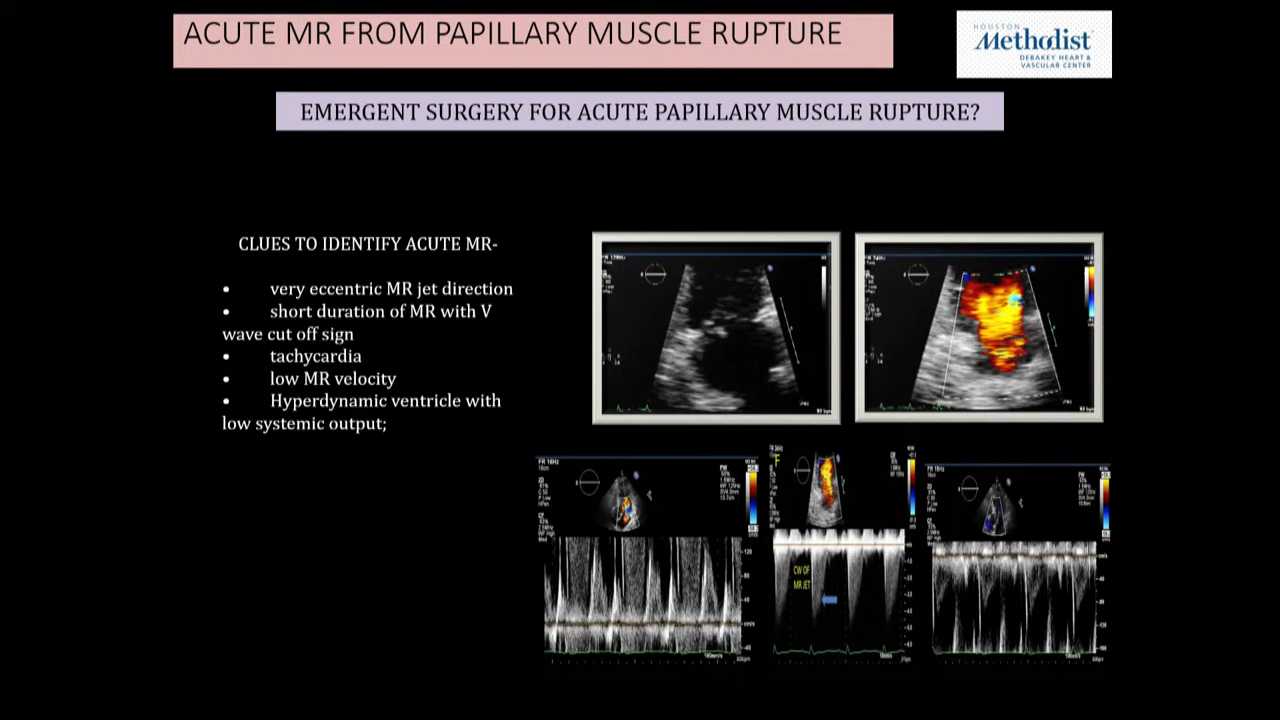 ACUTE MR FROM PAPILLARY MUSCLE RUPTURE
HOUSTON
Methodist
DEBAKEY HEART &
VASCULAR CENTER
EMERGENT SURGERY FOR ACUTE PAPILLARY MUSCLE RUPTURE?
CLUES TO IDENTIFY ACUTE MR-
• very eccentric MR jet direction
• short duration of MR with V
wave cut off sign
• tachycardia
• low MR velocity
• Hyperdynamic ventricle with
low systemic output;
FR 16Hz
CW OF
MR JET